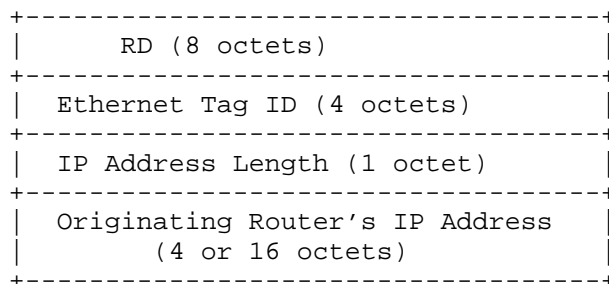 RD (8 octets)
Ethernet Tag ID (4 octets)
IP Address Length (1 octet)
Originating Router's IP Address
(4 or 16 octets)